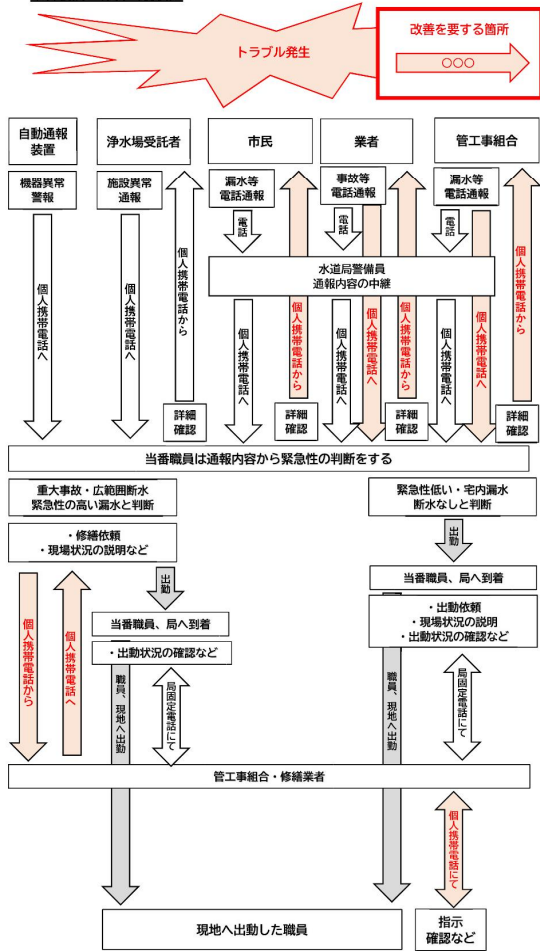 トラブル発生
改善を要する箇所
○○○
自動通報
装置
浄水場受託者
市民
業者
管工事組合
機器異常
警報
施設異常
通報
漏水等
電話通報
事故等
電話通報
漏水等
電話通報
電話
電話
電話
水道局警備員
通報内容の中継
個人携帯電話へ
個人携帯電話へ
個人携帯電話から
個人携帯電話へ
個人携帯電話から
個人携帯電話へ
個人携帯電話へ
個人携帯電話から
個人携帯電話へ
個人携帯電話へ
個人携帯電話から
詳細
確認
詳細
確認
詳細
確認
詳細
確認
当番職員は通報内容から緊急性の判断をする
重大事故・広範囲断水
緊急性の高い漏水と判断
緊急性低い・宅内漏水
断水なしと判断
・修繕依頼
・現場状況の説明など
出勤
出勤
当番職員、局へ到着
当番職員、局へ到着
・出動状況の確認など
・出動依頼
・現場状況の説明
・出動状況の確認など
個人携帯電話から
個人携帯電話へ
職員、現地へ出動
局固定電話にて
職員、現地へ出動
局固定電話にて
管工事組合・修繕業者
個人携帯電話にて
現地へ出動した職員
指示
確認など